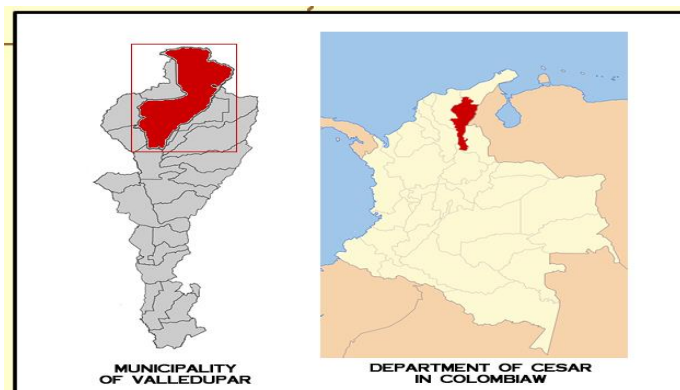 MUNICIPALITY
OF VALLEDUPAR
DEPARTMENT OF CESAR
IN COLOMBIAW